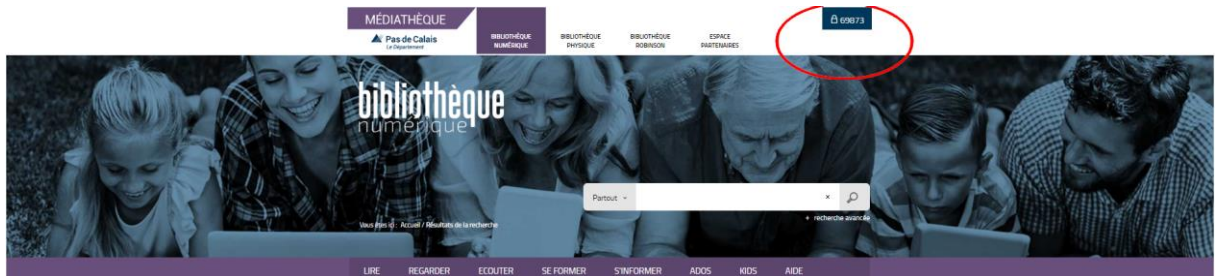 MÉDIATHÈQUE
Pas de Calais
Le Département
BIBLIOTHÈQUE
NUMÉRIQUE
BIBLIOTHÈQUE
PHYSIQUE
BIBLIOTHÈQUE
ROBINSON
ESPACE
PARTENAIRES
69873
bibliothèque
numérique
Partout
+ recherche avancée
Vous êtes ici : Accueil / Résultats de la recherche
LIRE REGARDER ECOUTER SE FORMER S'INFORMER ADOS KIDS AIDE